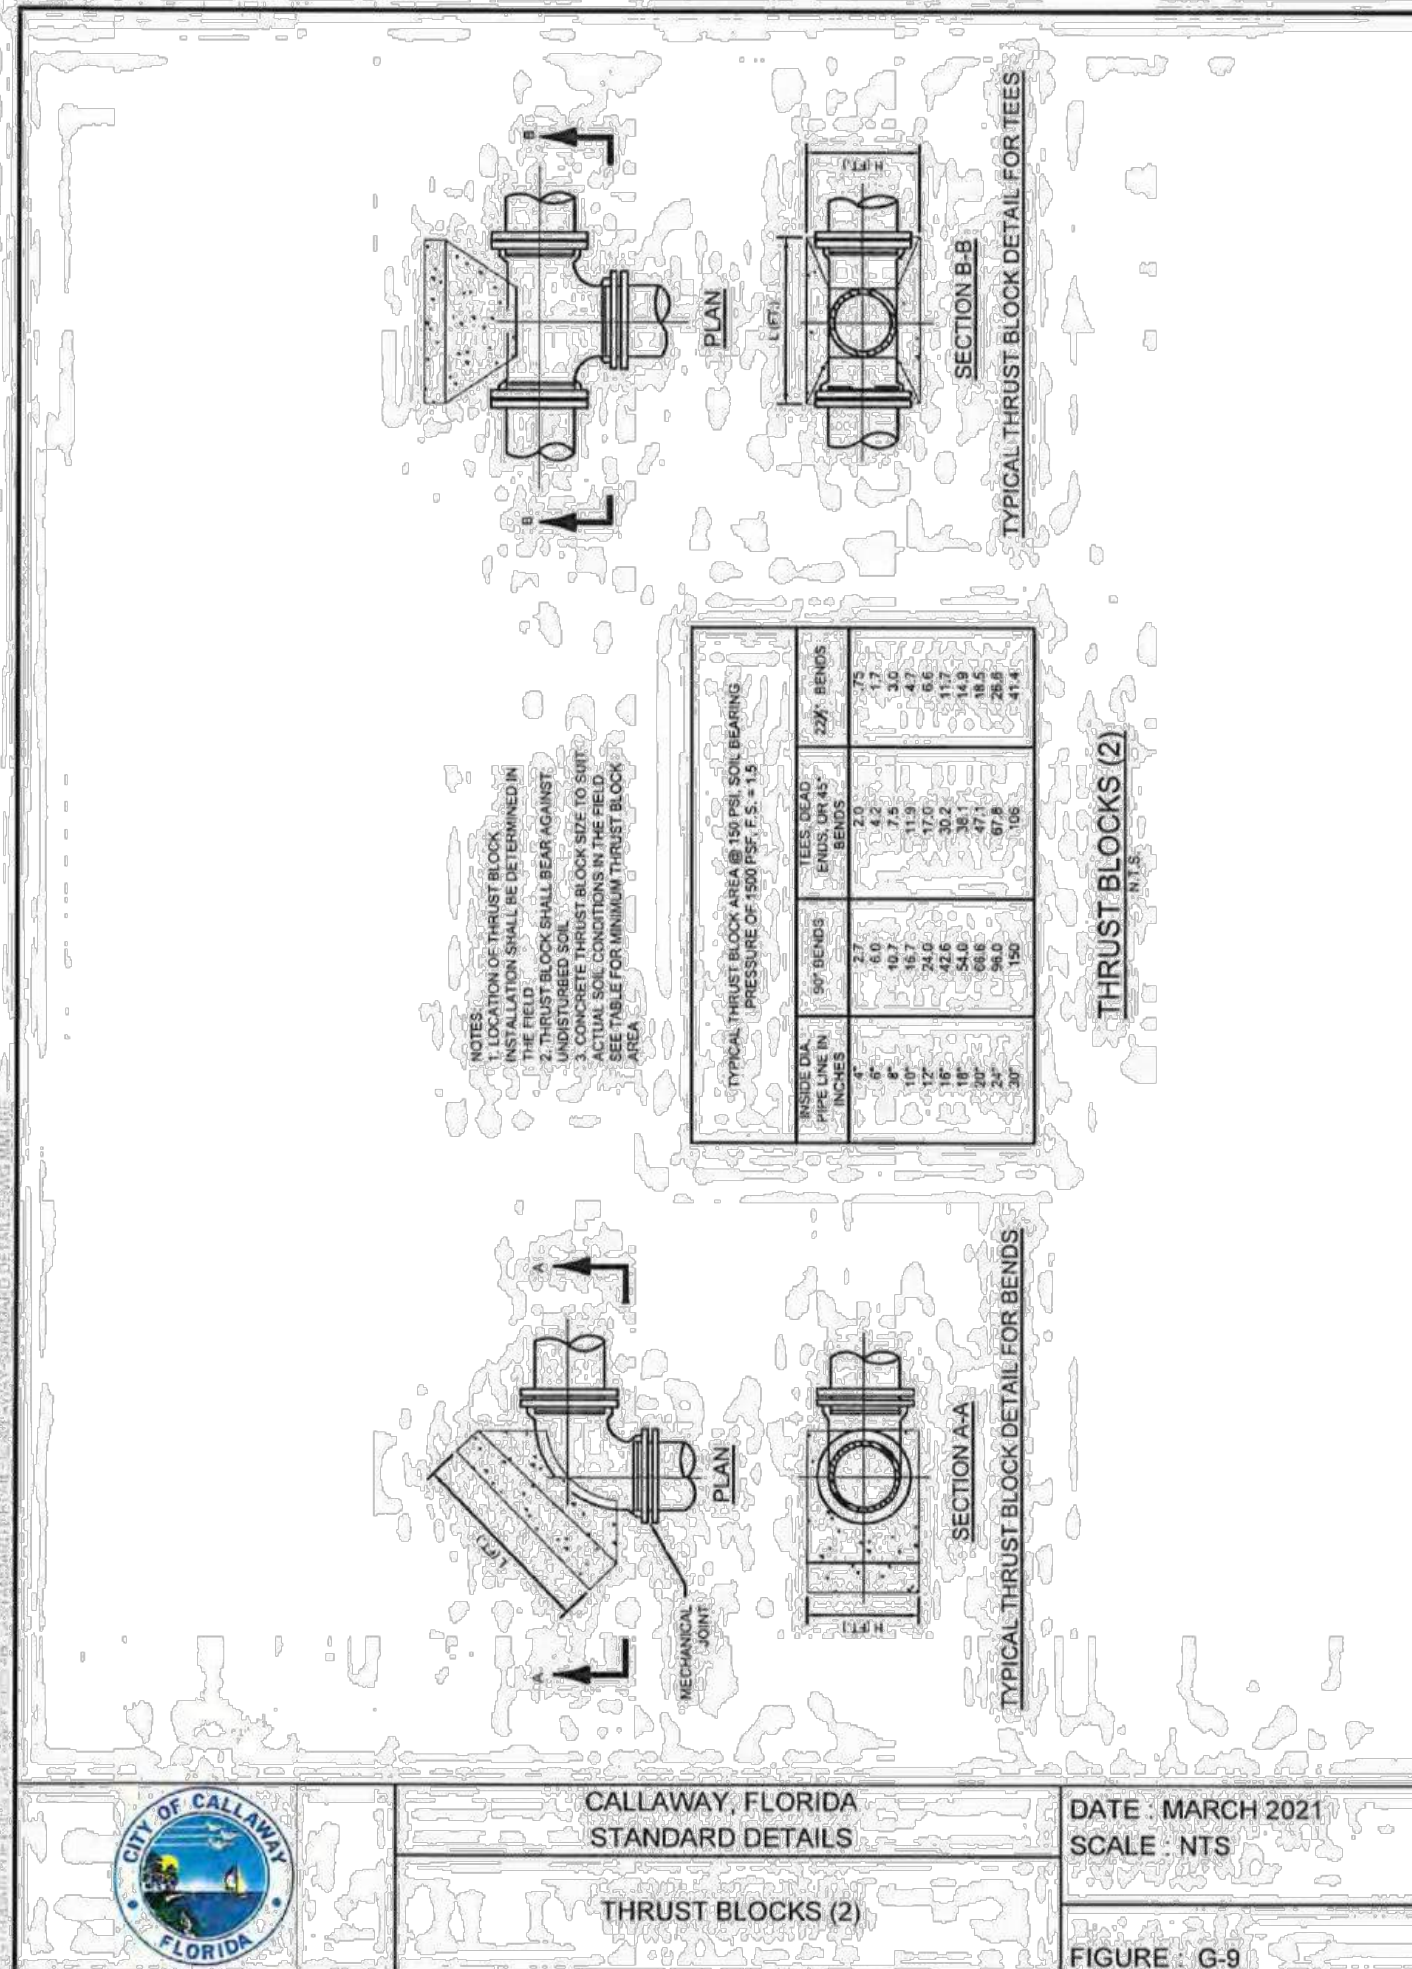 NOTES:
1. LOCATION OF THRUST BLOCK
INSTALLATION SHALL BE DETERMINED IN
THE FIELD
2. THRUST BLOCK SHALL BEAR AGAINST
UNDISTURBED SOIL
3. CONCRETE THRUST BLOCK SIZE TO SUIT
ACTUAL SOIL CONDITIONS IN THE FIELD.
SEE TABLE FOR MINIMUM THRUST BLOCK
AREA
A
A
L (FT.)
MECHANICAL
JOINT
PLAN
H (FT.)
SECTION A-A
TYPICAL THRUST BLOCK DETAIL FOR BENDS
TYPICAL THRUST BLOCK AREA @ 150 PSI, SOIL BEARING
PRESSURE OF 1500 PSF, F.S. = 1.5
INSIDE DIA. PIPE LINE IN INCHES 90° BENDS TEES, DEAD ENDS, OR 45° BENDS 22½° BENDS
4" 2.7 2.0 .75
6" 6.0 4.2 1.7
8" 10.7 7.5 3.0
10" 16.7 11.9 4.7
12" 24.0 17.0 6.6
16" 42.6 30.2 11.7
18" 54.0 38.1 14.9
20" 66.6 47.1 18.5
24" 96.0 67.8 26.6
30" 150 106 41.4
B
B
PLAN
L (FT.)
H (FT.)
SECTION B-B
TYPICAL THRUST BLOCK DETAIL FOR TEES
THRUST BLOCKS (2)
N.T.S.
CITY OF CALLAWAY
FLORIDA
CALLAWAY, FLORIDA
STANDARD DETAILS
THRUST BLOCKS (2)
DATE : MARCH 2021
SCALE : NTS
FIGURE : G-9